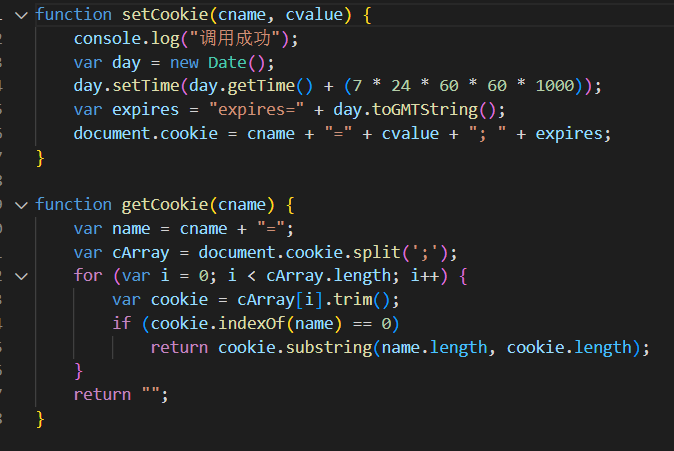 function setCookie(cname, cvalue) {
    console.log("调用成功");
    var day = new Date();
    day.setTime(day.getTime() + (7 * 24 * 60 * 60 * 1000));
    var expires = "expires=" + day.toGMTString();
    document.cookie = cname + "=" + cvalue + "; " + expires;
}

function getCookie(cname) {
    var name = cname + "=";
    var cArray = document.cookie.split(';');
    for (var i = 0; i < cArray.length; i++) {
        var cookie = cArray[i].trim();
        if (cookie.indexOf(name) == 0)
            return cookie.substring(name.length, cookie.length);
    }
    return "";
}